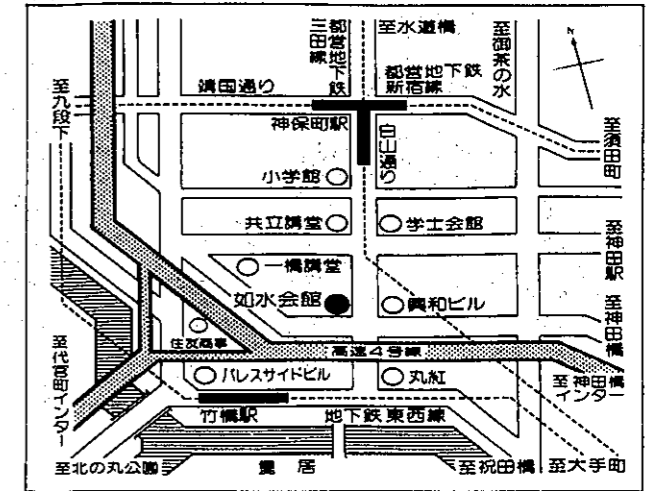 都営地下鉄
三田線
至水道橋
至御茶の水
靖国通り
都営地下鉄
新宿線
至九段下
神保町駅
白山通り
至須田町
小学館
共立講堂
学士会館
至神田駅
一橋講堂
如水会館
興和ビル
至神田橋
住友商事
高速4号線
至代官町インター
パレスサイドビル
丸紅
至神田橋
インター
竹橋駅
地下鉄東西線
至北の丸公園
皇居
至祝田橋
至大手町
N